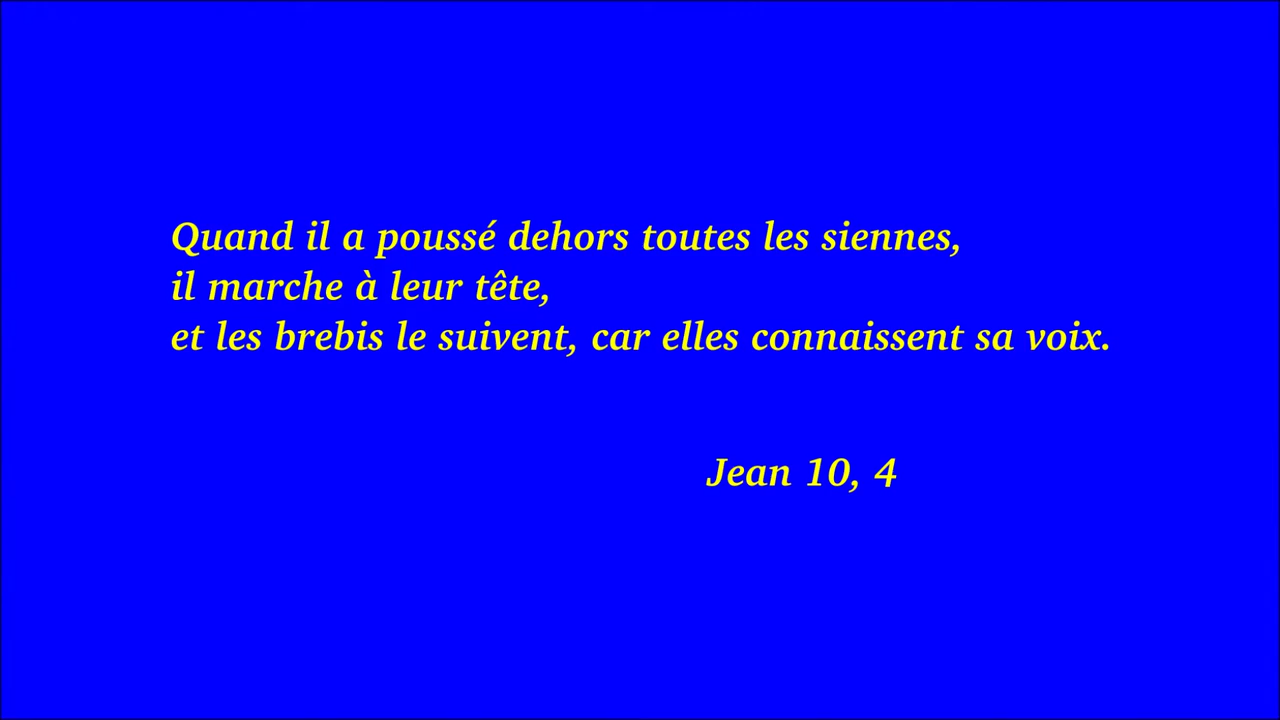 Quand il a poussé dehors toutes les siennes,
il marche à leur tête,
et les brebis le suivent, car elles connaissent sa voix.
Jean 10, 4